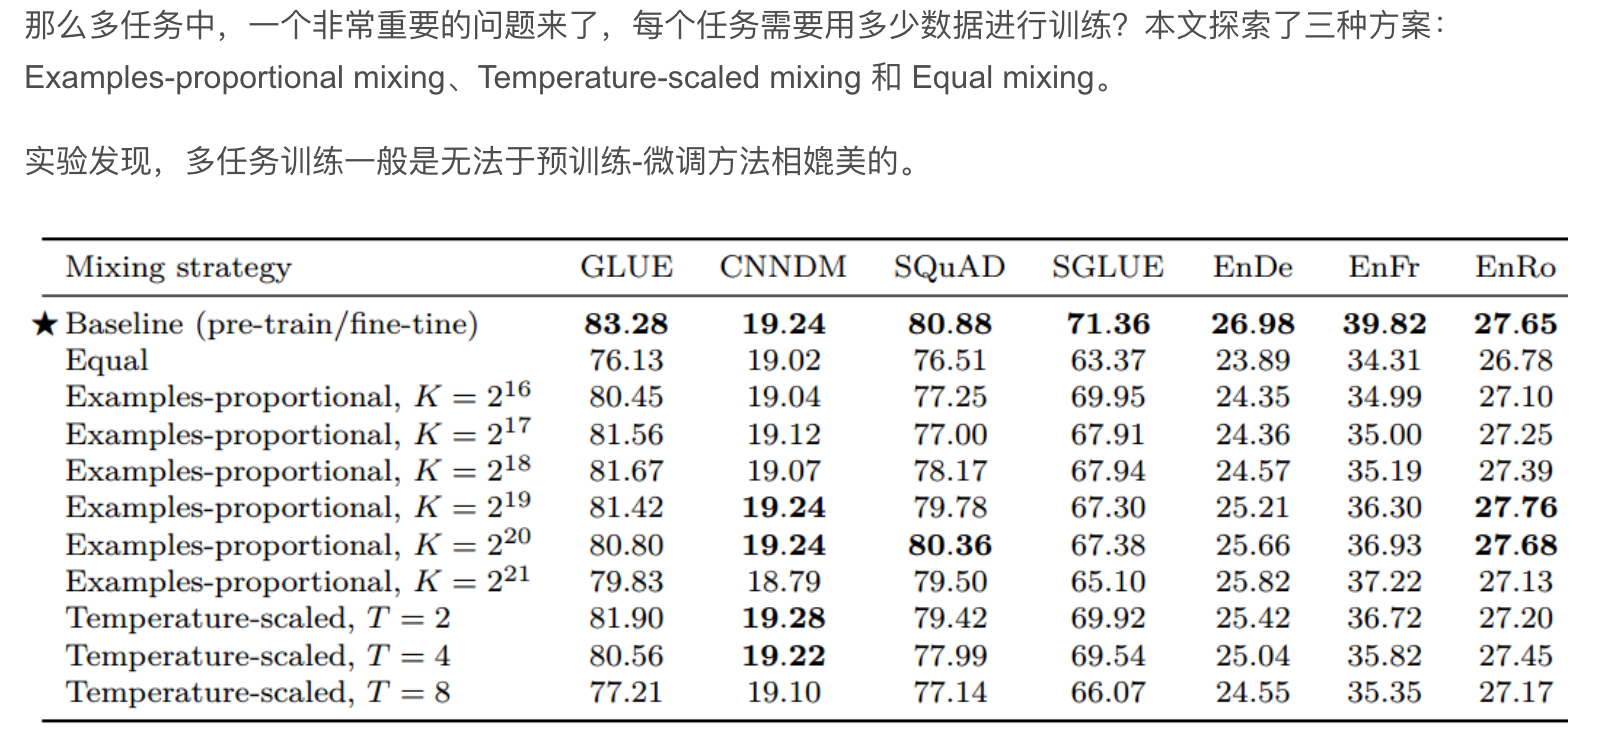 那么多任务中，一个非常重要的问题来了，每个任务需要用多少数据进行训练？本文探索了三种方案：
Examples-proportional mixing、Temperature-scaled mixing 和 Equal mixing。
实验发现，多任务训练一般是无法于预训练-微调方法相媲美的。
Mixing strategy GLUE CNNDM SQuAD SGLUE EnDe EnFr EnRo
★ Baseline (pre-train/fine-tine) 83.28 19.24 80.88 71.36 26.98 39.82 27.65
Equal 76.13 19.02 76.51 63.37 23.89 34.31 26.78
Examples-proportional, K = 2¹⁶ 80.45 19.04 77.25 69.95 24.35 34.99 27.10
Examples-proportional, K = 2¹⁷ 81.56 19.12 77.00 67.91 24.36 35.00 27.25
Examples-proportional, K = 2¹⁸ 81.67 19.07 78.17 67.94 24.57 35.19 27.39
Examples-proportional, K = 2¹⁹ 81.42 19.24 79.78 67.30 25.21 36.30 27.76
Examples-proportional, K = 2²⁰ 80.80 19.24 80.36 67.38 25.66 36.93 27.68
Examples-proportional, K = 2²¹ 79.83 18.79 79.50 65.10 25.82 37.22 27.13
Temperature-scaled, T = 2 81.90 19.28 79.42 69.92 25.42 36.72 27.20
Temperature-scaled, T = 4 80.56 19.22 77.99 69.54 25.04 35.82 27.45
Temperature-scaled, T = 8 77.21 19.10 77.14 66.07 24.55 35.35 27.17